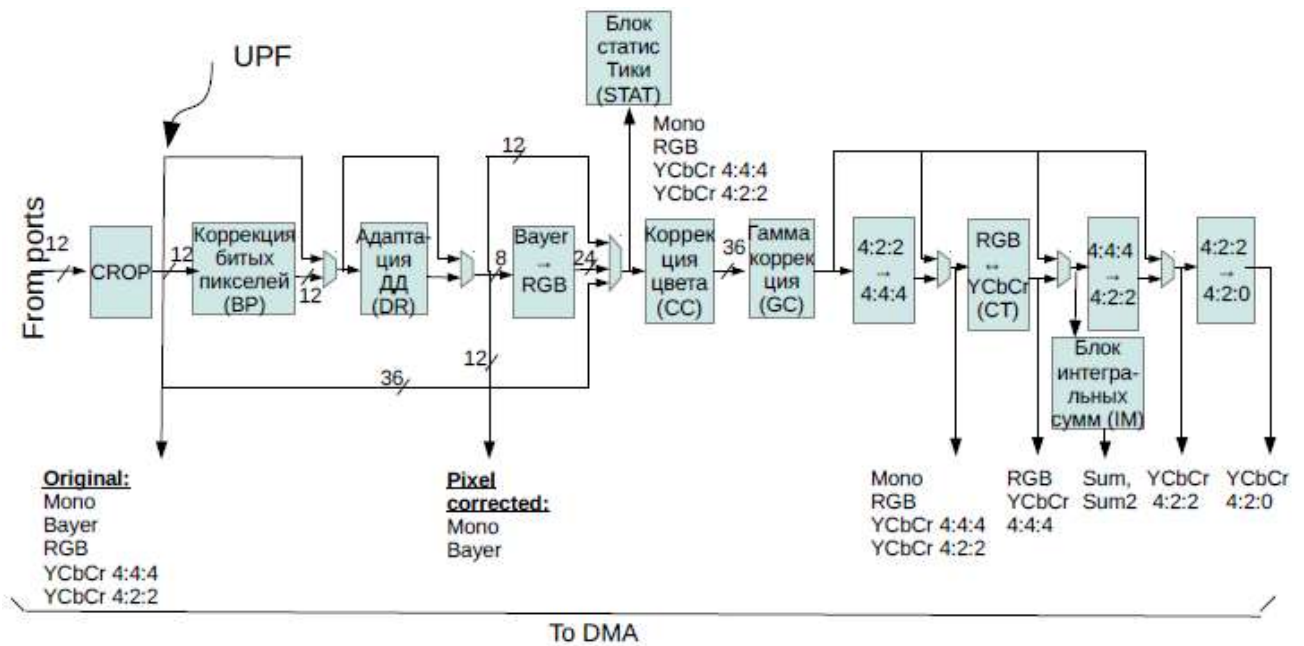 UPF
Блок
статис
Тики
(STAT)
Mono
RGB
YCbCr 4:4:4
YCbCr 4:2:2
From ports
12
CROP
12
Коррекция
битых
пикселей
(BP)
12
Адапта-
ция
ДД
(DR)
8
12
Bayer
→
RGB
24
12
36
Коррек
ция
цвета
(CC)
36
Гамма
коррек
ция
(GC)
4:2:2
→
4:4:4
RGB
↔
YCbCr
(CT)
4:4:4
→
4:2:2
4:2:2
→
4:2:0
Блок
интегра-
льных
сумм (IM)
Original:
Mono
Bayer
RGB
YCbCr 4:4:4
YCbCr 4:2:2
Pixel
corrected:
Mono
Bayer
Mono
RGB
YCbCr 4:4:4
YCbCr 4:2:2
RGB
YCbCr
4:4:4
Sum,
Sum2
YCbCr
4:2:2
YCbCr
4:2:0
To DMA